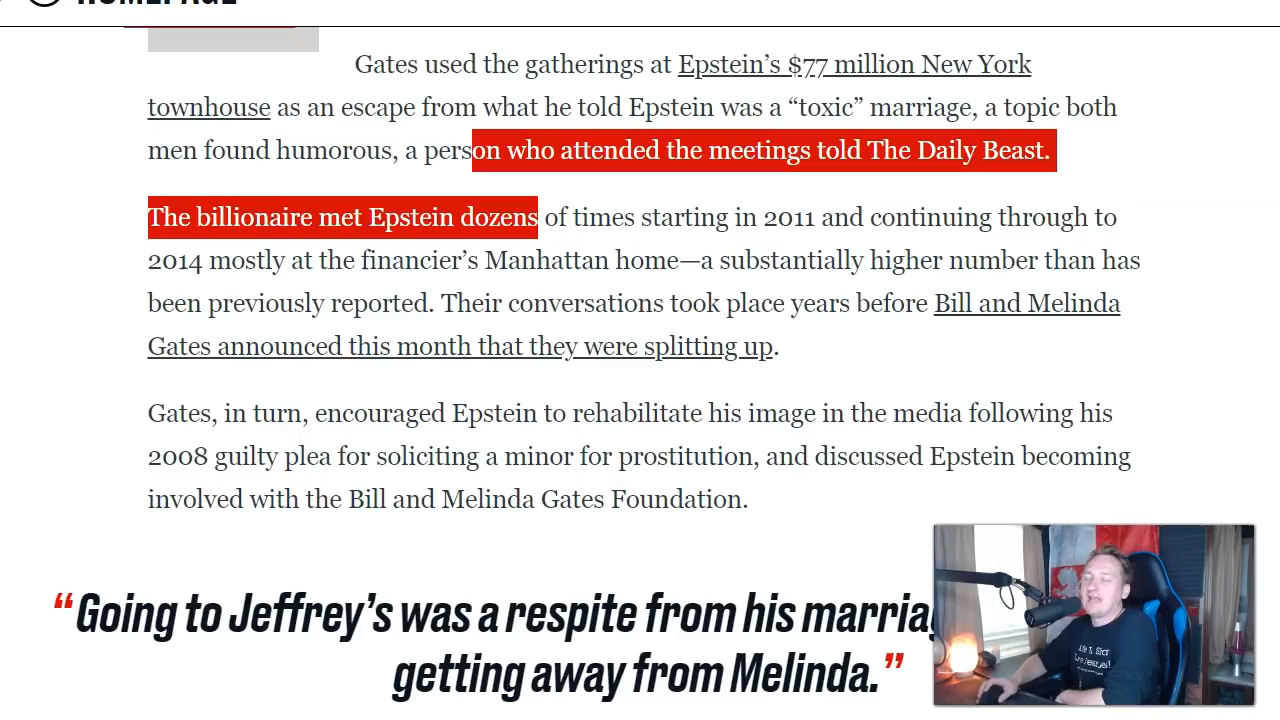 HOMEPAGE
Gates used the gatherings at Epstein’s $77 million New York
townhouse as an escape from what he told Epstein was a “toxic” marriage, a topic both
men found humorous, a person who attended the meetings told The Daily Beast.
The billionaire met Epstein dozens of times starting in 2011 and continuing through to
2014 mostly at the financier’s Manhattan home—a substantially higher number than has
been previously reported. Their conversations took place years before Bill and Melinda
Gates announced this month that they were splitting up.
Gates, in turn, encouraged Epstein to rehabilitate his image in the media following his
2008 guilty plea for soliciting a minor for prostitution, and discussed Epstein becoming
involved with the Bill and Melinda Gates Foundation.
“Going to Jeffrey’s was a respite from his
getting away from Melinda.”